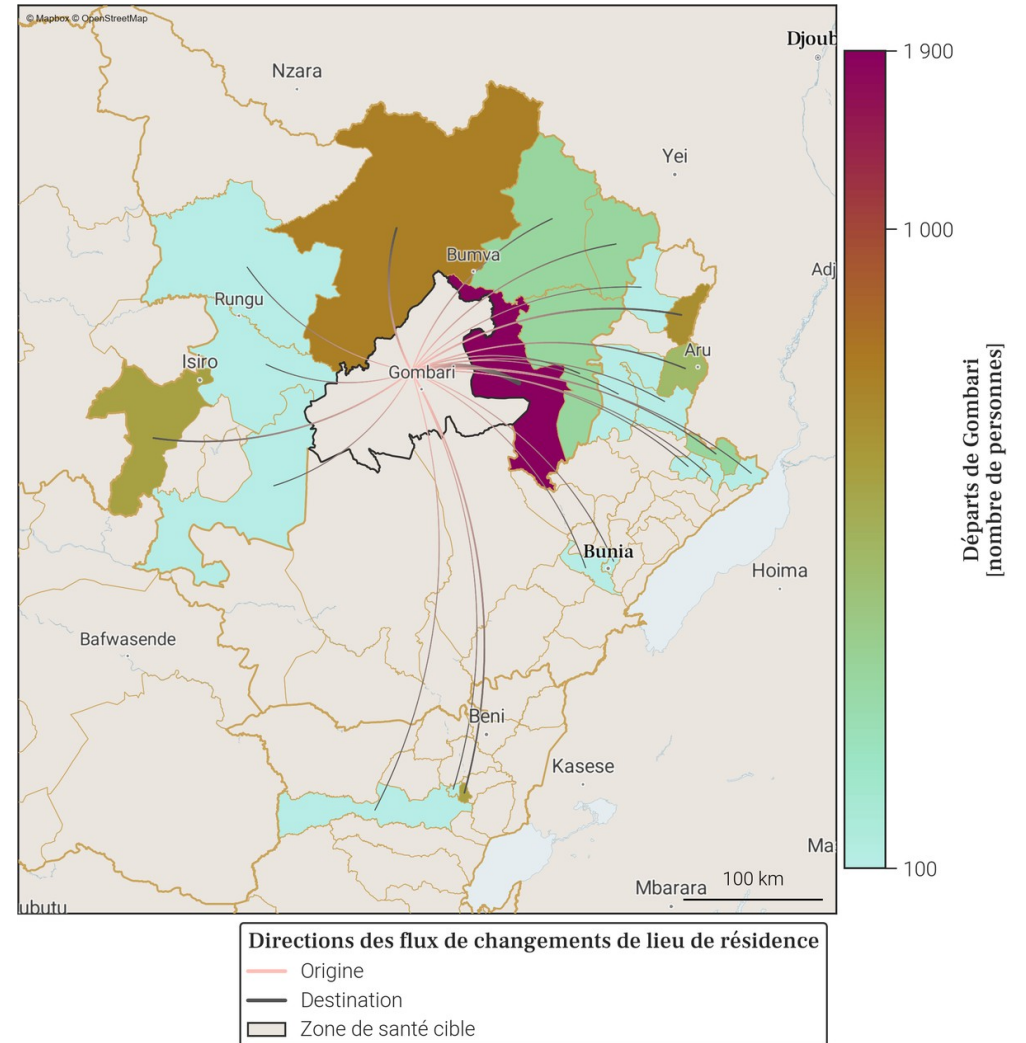 © Mapbox © OpenStreetMap
Djoub
1 900
Nzara
Yei
1 000
Bumva
Adj
Rungu
Aru
Isiro
Gombari
Départs de Gombari
[nombre de personnes]
Bunia
Hoima
Bafwasende
Beni
Kasese
Ma
100
100 km
Mbarara
ubutu
Directions des flux de changements de lieu de résidence
Origine
Destination
Zone de santé cible